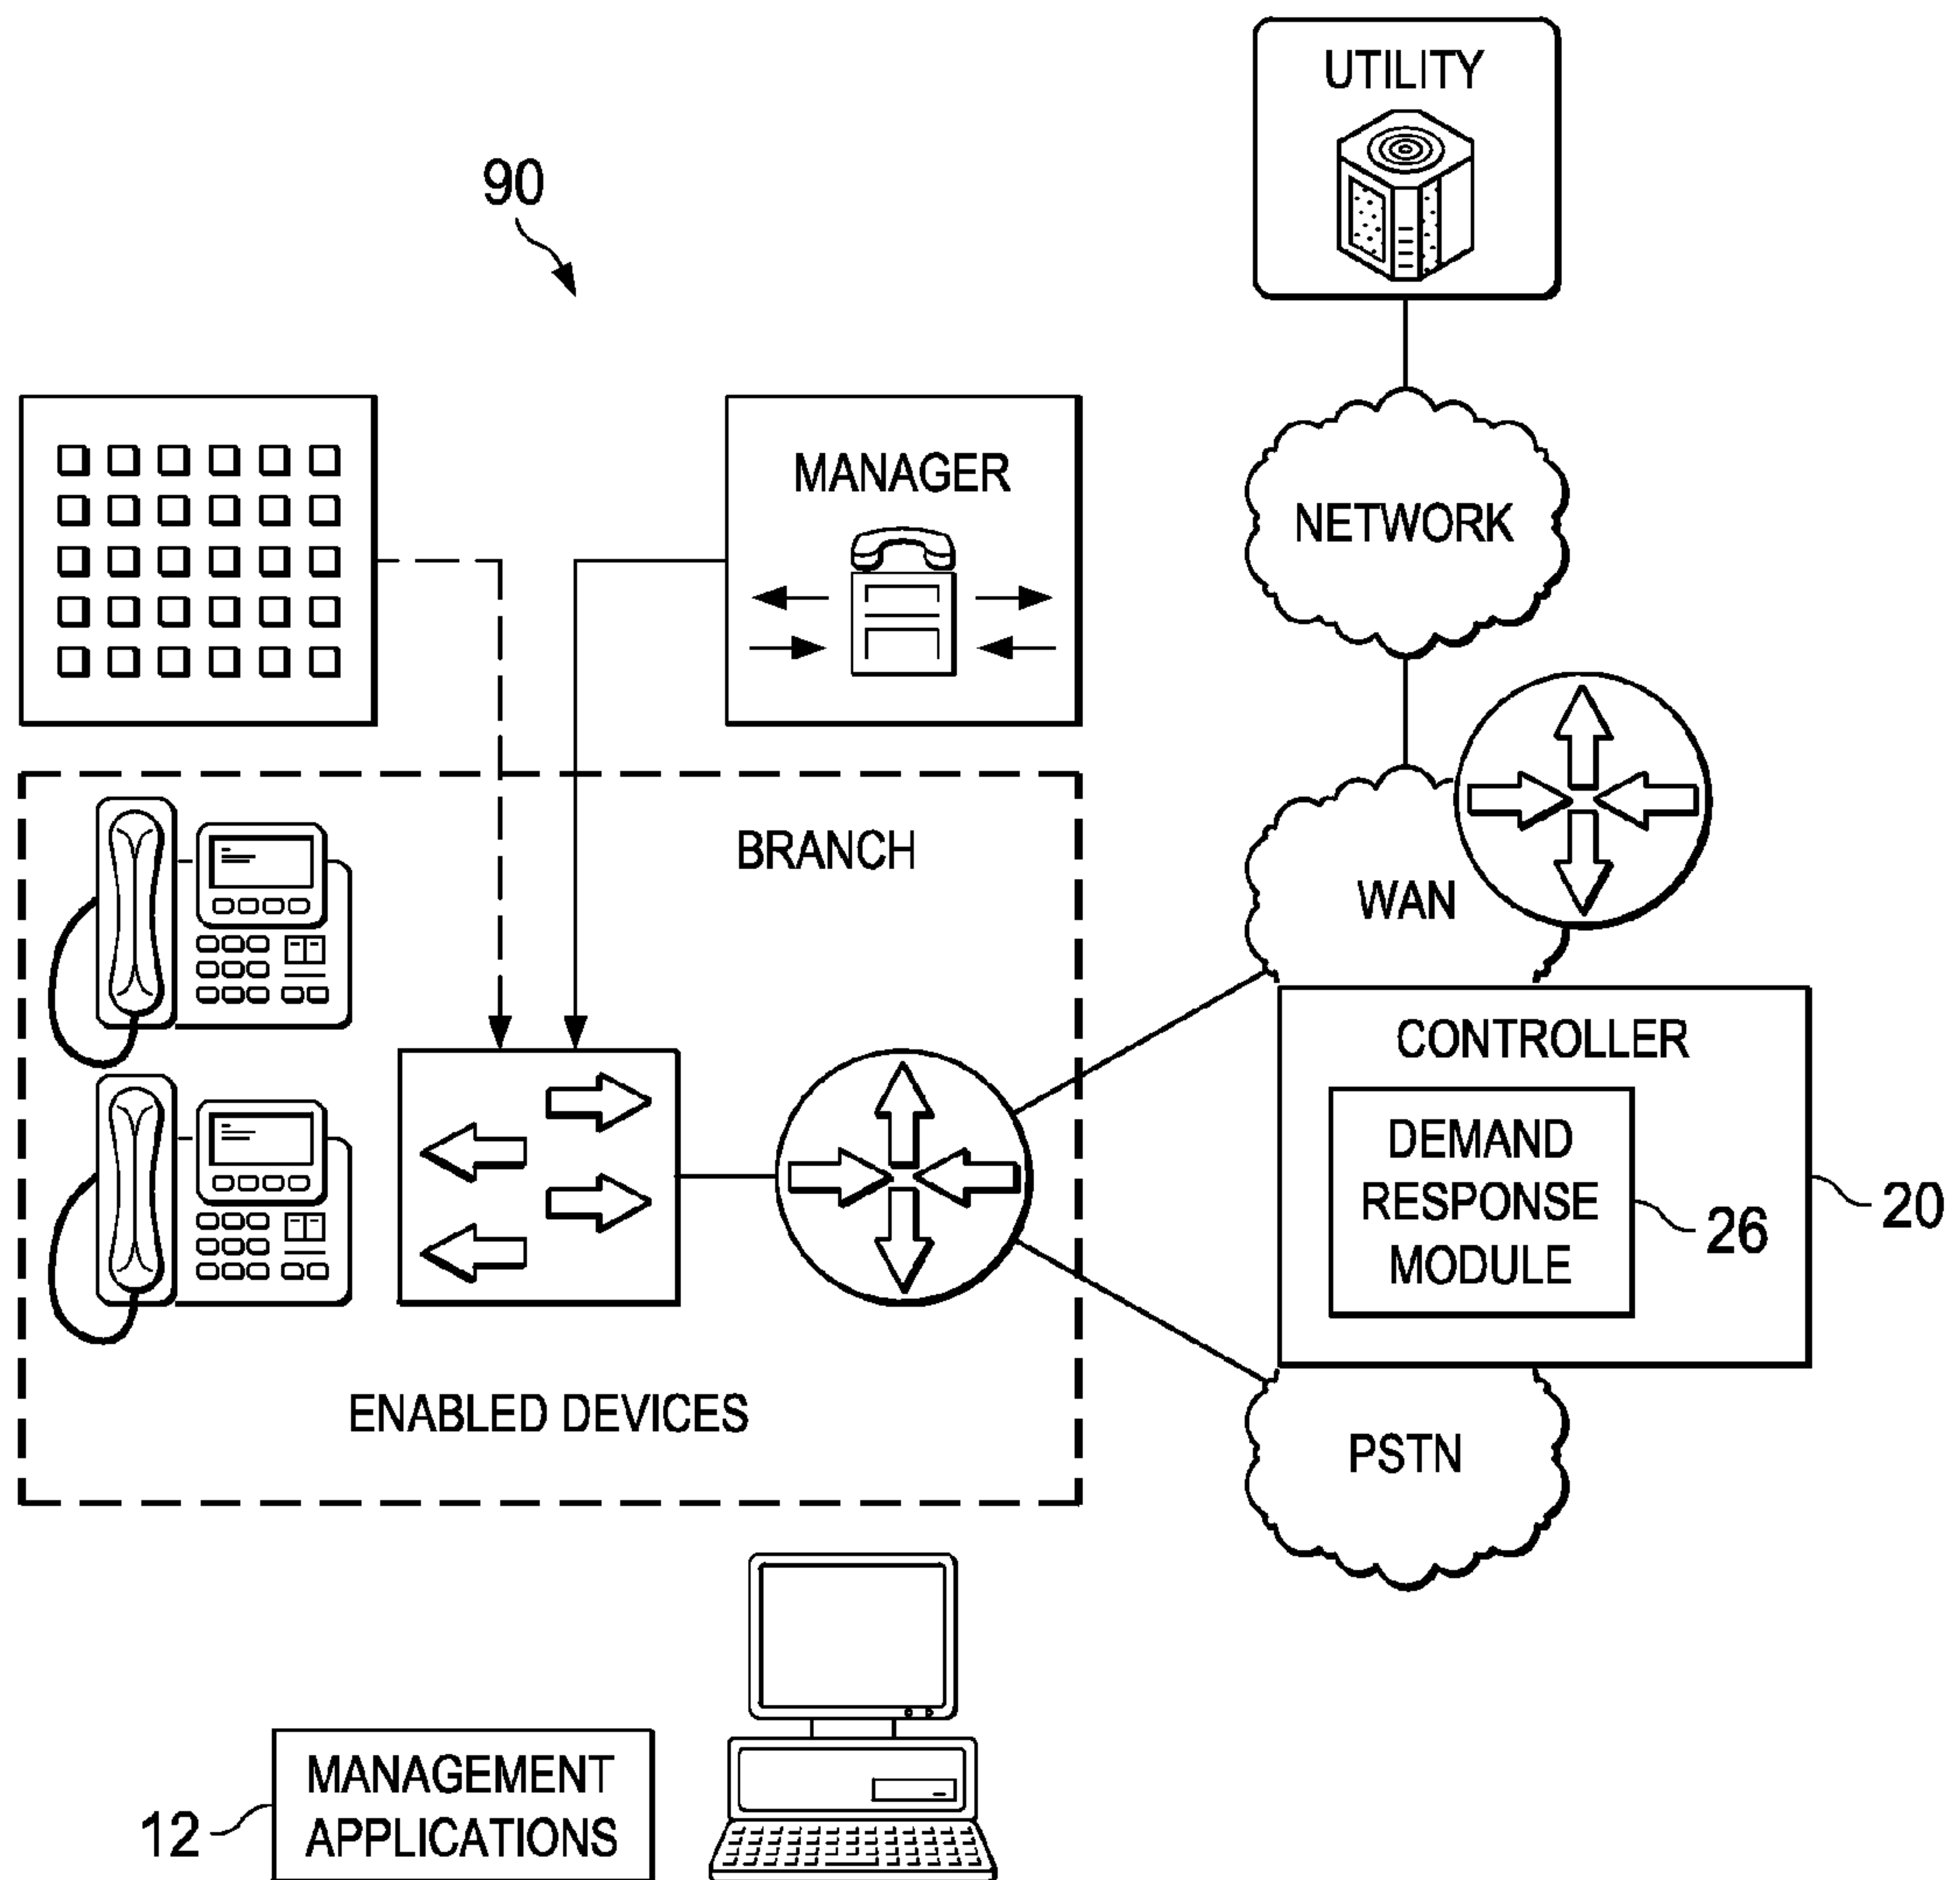 UTILITY
90
MANAGER
NETWORK
BRANCH
WAN
CONTROLLER
DEMAND
RESPONSE
MODULE
26
20
ENABLED DEVICES
PSTN
MANAGEMENT
APPLICATIONS
12